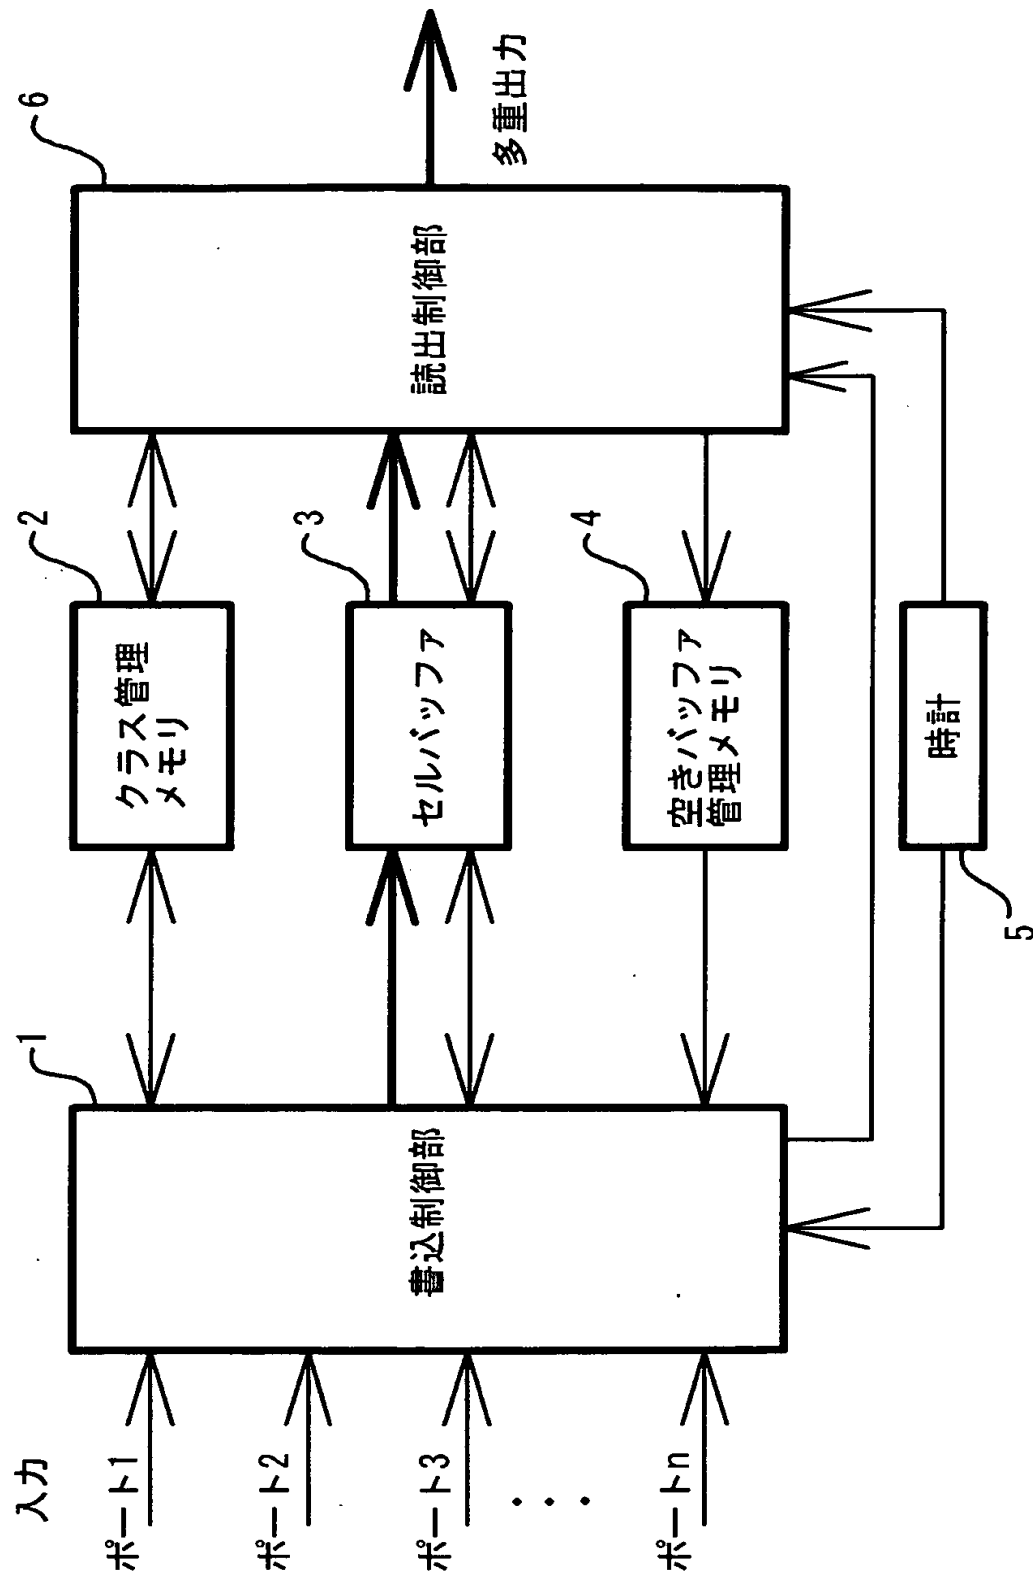 入力
ポート1
ポート2
ポート3
・・・
ポートn
1
書込制御部
2
クラス管理
メモリ
3
セルバッファ
4
空きバッファ
管理メモリ
5
時計
6
読出制御部
多重出力